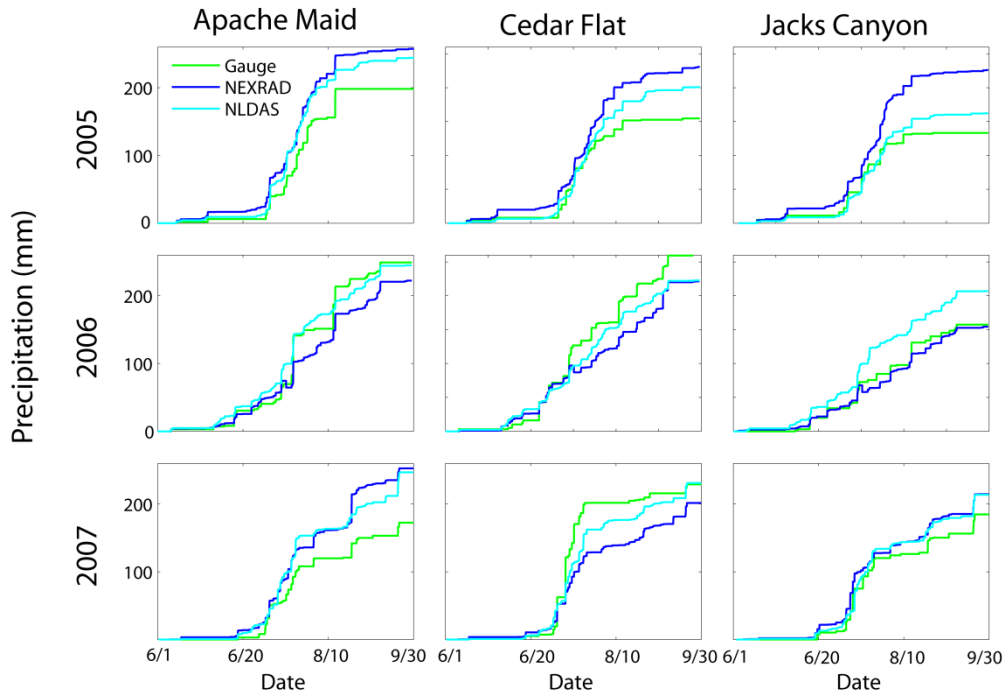 Apache Maid Cedar Flat Jacks Canyon
Gauge
NEXRAD
NLDAS
200
100
0
2005
200
100
0
2006
Precipitation (mm)
200
100
2007
6/1 6/20 8/10 9/30 6/1 6/20 8/10 9/30 6/1 6/20 8/10 9/30
Date Date Date